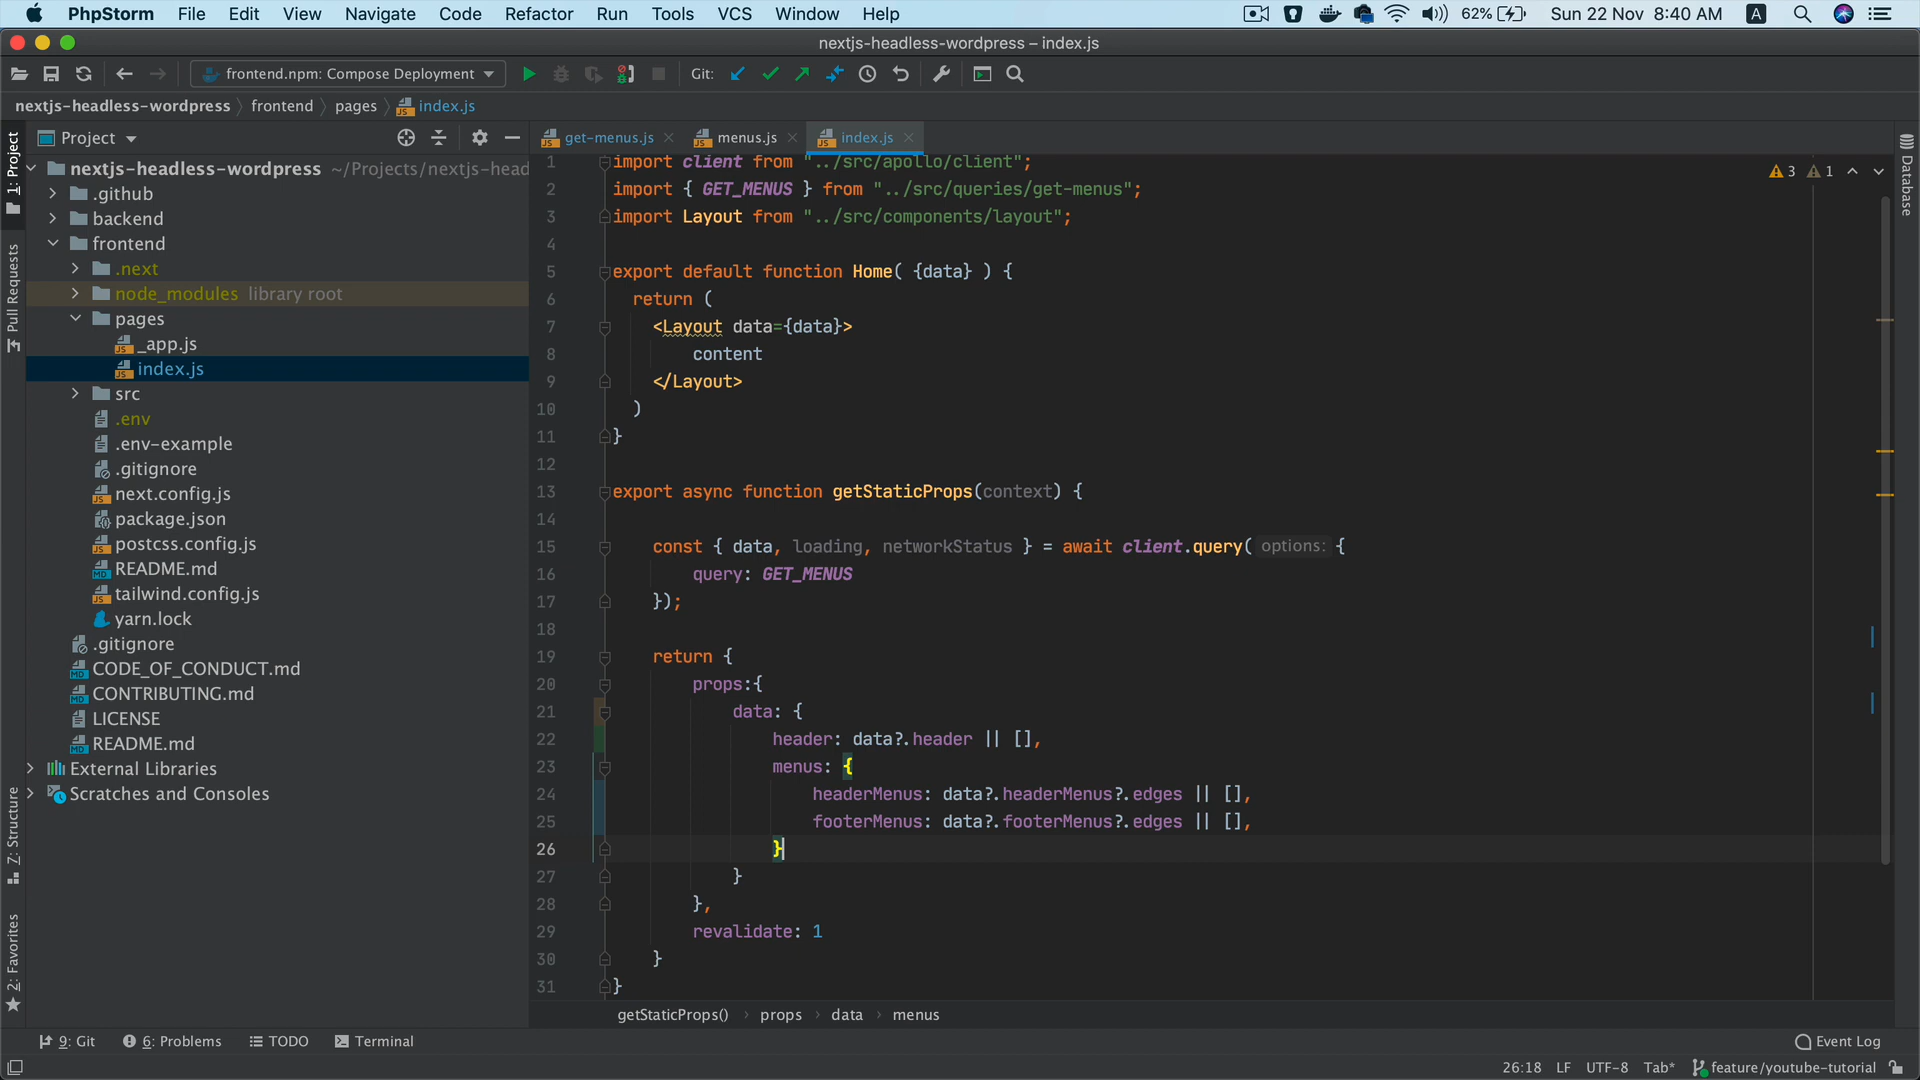 PhpStorm File Edit View Navigate Code Refactor Run Tools VCS Window Help 62% Sun 22 Nov 8:40 AM A
nextjs-headless-wordpress – index.js
frontend.npm: Compose Deployment Git:
nextjs-headless-wordpress frontend pages index.js
1: Project
Pull Requests
Z: Structure
2: Favorites
Project
nextjs-headless-wordpress ~/Projects/nextjs-head
.github
backend
frontend
.next
node_modules library root
pages
_app.js
index.js
src
.env
.env-example
.gitignore
next.config.js
package.json
postcss.config.js
README.md
tailwind.config.js
yarn.lock
.gitignore
CODE_OF_CONDUCT.md
CONTRIBUTING.md
LICENSE
README.md
External Libraries
Scratches and Consoles
get-menus.js menus.js index.js
3 1
1 import client from "../src/apollo/client";
2 import { GET_MENUS } from "../src/queries/get-menus";
3 import Layout from "../src/components/layout";
4
5 export default function Home( {data} ) {
6 return (
7 <Layout data={data}>
8 content
9 </Layout>
10 )
11 }
12
13 export async function getStaticProps(context) {
14
15 const { data, loading, networkStatus } = await client.query( options: {
16 query: GET_MENUS
17 });
18
19 return {
20 props:{
21 data: {
22 header: data?.header || [],
23 menus: {
24 headerMenus: data?.headerMenus?.edges || [],
25 footerMenus: data?.footerMenus?.edges || [],
26 }
27 }
28 },
29 revalidate: 1
30 }
31 }
getStaticProps() props data menus
Database
9: Git 6: Problems TODO Terminal Event Log
26:18 LF UTF-8 Tab* feature/youtube-tutorial